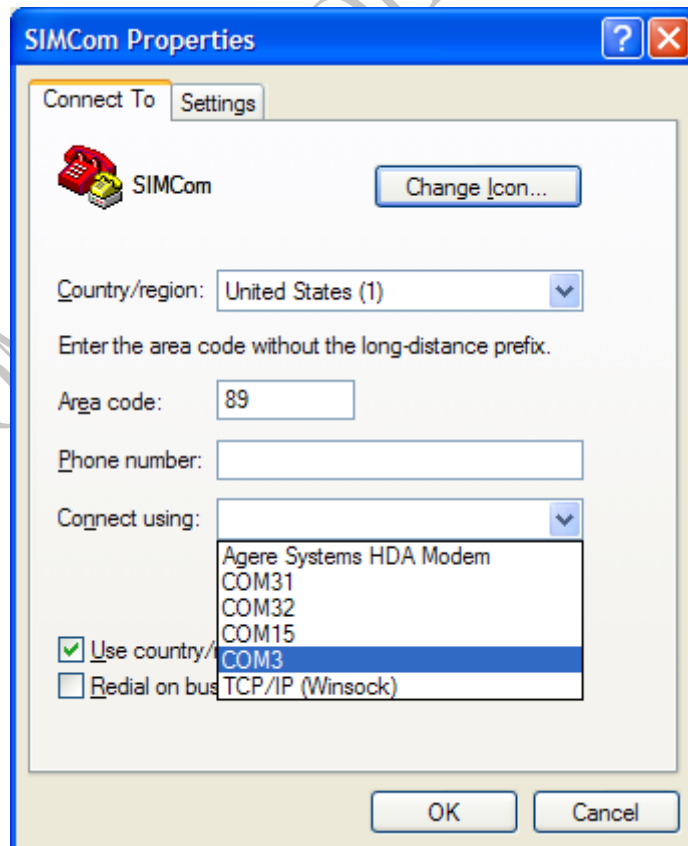 SIMCom Properties
Connect To Settings
SIMCom
Change Icon...
Country/region: United States (1)
Enter the area code without the long-distance prefix.
Area code: 89
Phone number:
Connect using:
Agere Systems HDA Modem
COM31
COM32
COM15
COM3
TCP/IP (Winsock)
Use country/
Redial on bus
OK Cancel